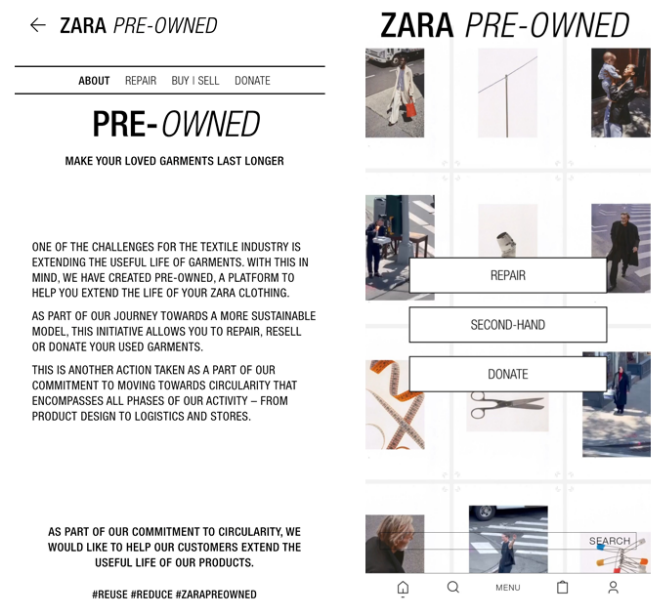 ← ZARA PRE-OWNED
ABOUT REPAIR BUY | SELL DONATE
PRE-OWNED
MAKE YOUR LOVED GARMENTS LAST LONGER
ONE OF THE CHALLENGES FOR THE TEXTILE INDUSTRY IS
EXTENDING THE USEFUL LIFE OF GARMENTS. WITH THIS IN
MIND, WE HAVE CREATED PRE-OWNED, A PLATFORM TO
HELP YOU EXTEND THE LIFE OF YOUR ZARA CLOTHING.
AS PART OF OUR JOURNEY TOWARDS A MORE SUSTAINABLE
MODEL, THIS INITIATIVE ALLOWS YOU TO REPAIR, RESELL
OR DONATE YOUR USED GARMENTS.
THIS IS ANOTHER ACTION TAKEN AS A PART OF OUR
COMMITMENT TO MOVING TOWARDS CIRCULARITY THAT
ENCOMPASSES ALL PHASES OF OUR ACTIVITY – FROM
PRODUCT DESIGN TO LOGISTICS AND STORES.
AS PART OF OUR COMMITMENT TO CIRCULARITY, WE
WOULD LIKE TO HELP OUR CUSTOMERS EXTEND THE
USEFUL LIFE OF OUR PRODUCTS.
#REUSE #REDUCE #ZARAPREOWNED
ZARA PRE-OWNED
REPAIR
SECOND-HAND
DONATE
SEARCH
MENU